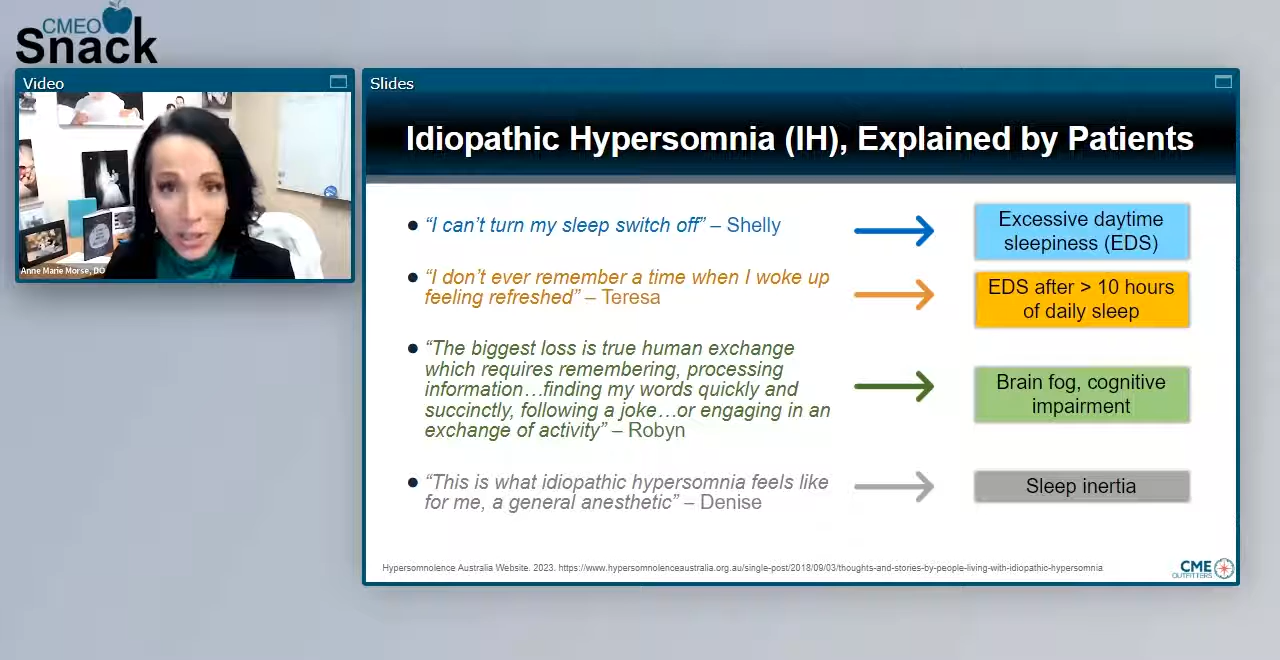 CMEO
Snack
Video
Anne Marie Morse, DO
Slides
Idiopathic Hypersomnia (IH), Explained by Patients
● “I can’t turn my sleep switch off” – Shelly
Excessive daytime
sleepiness (EDS)
● “I don’t ever remember a time when I woke up
feeling refreshed” – Teresa
EDS after > 10 hours
of daily sleep
● “The biggest loss is true human exchange
which requires remembering, processing
information…finding my words quickly and
succinctly, following a joke…or engaging in an
exchange of activity” – Robyn
Brain fog, cognitive
impairment
● “This is what idiopathic hypersomnia feels like
for me, a general anesthetic” – Denise
Sleep inertia
Hypersomnolence Australia Website. 2023. https://www.hypersomnolenceaustralia.org.au/single-post/2018/09/03/thoughts-and-stories-by-people-living-with-idiopathic-hypersomnia
CME
OUTFITTERS